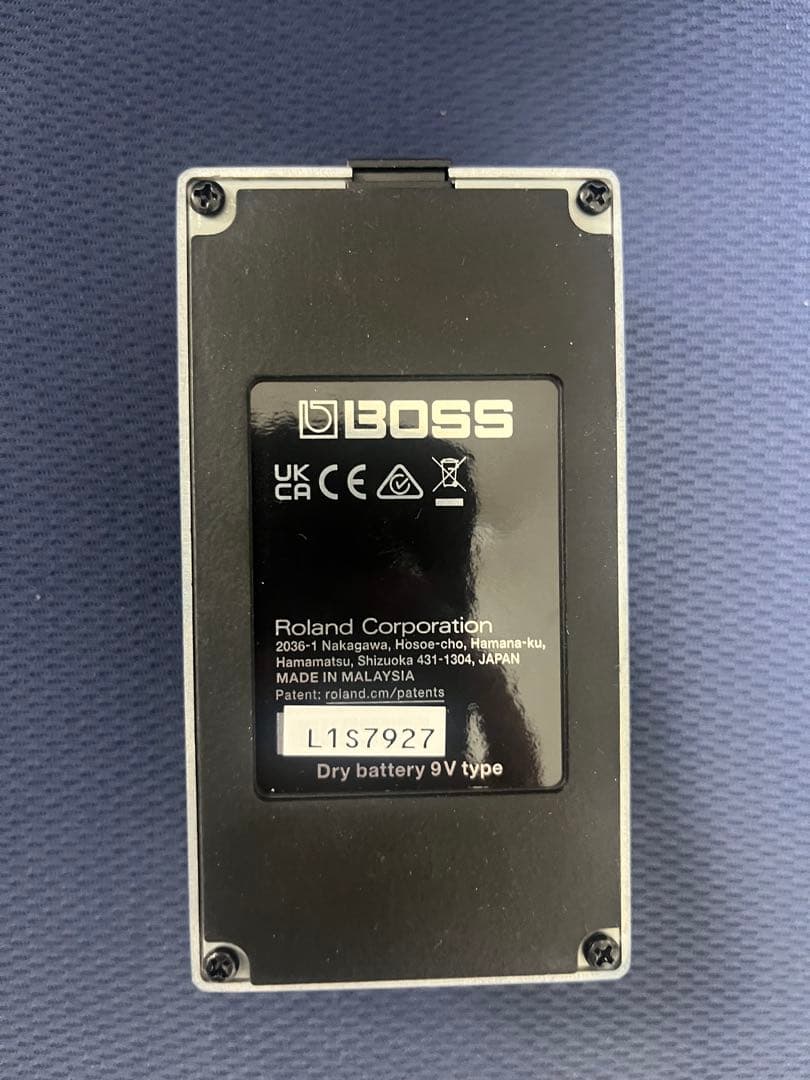 BOSS
UK
CA CE
Roland Corporation
2036-1 Nakagawa, Hosoe-cho, Hamana-ku,
Hamamatsu, Shizuoka 431-1304, JAPAN
MADE IN MALAYSIA
Patent: roland.cm/patents
L1S7927
Dry battery 9V type